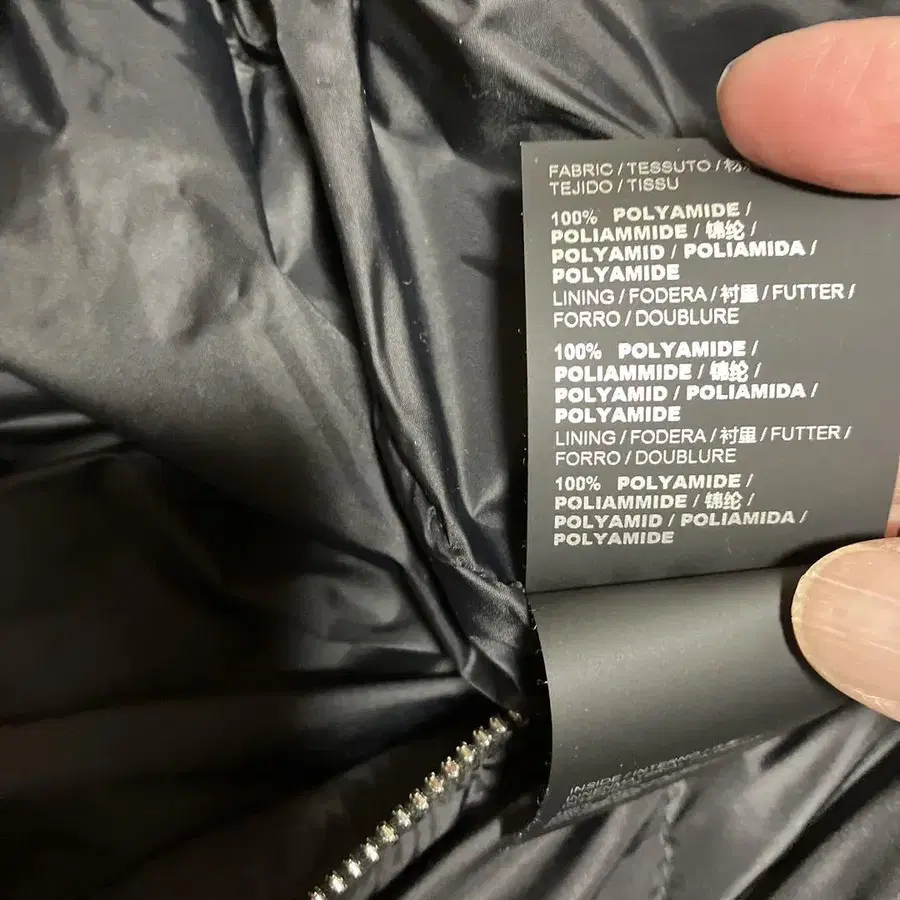 FABRIC / TESSUTO /
TEJIDO / TISSU
100% POLYAMIDE /
POLIAMMIDE / 锦纶 /
POLYAMID / POLIAMIDA /
POLYAMIDE
LINING / FODERA / 衬里 / FUTTER /
FORRO / DOUBLURE
100% POLYAMIDE /
POLIAMMIDE / 锦纶 /
POLYAMID / POLIAMIDA /
POLYAMIDE
LINING / FODERA / 衬里 / FUTTER /
FORRO / DOUBLURE
100% POLYAMIDE /
POLIAMMIDE / 锦纶 /
POLYAMID / POLIAMIDA /
POLYAMIDE
INSIDE / INTERNO /